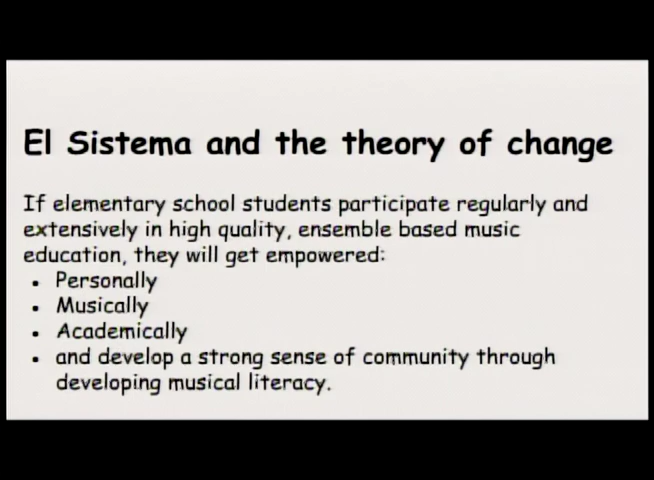 El Sistema and the theory of change
If elementary school students participate regularly and
extensively in high quality, ensemble based music
education, they will get empowered:
• Personally
• Musically
• Academically
• and develop a strong sense of community through
developing musical literacy.